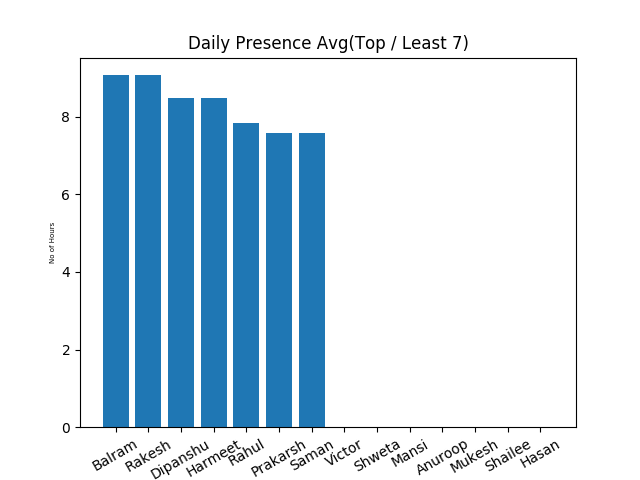 Daily Presence Avg(Top / Least 7)
No of Hours
8
6
4
2
0
Balram
Rakesh
Dipanshu
Harmeet
Rahul
Prakarsh
Saman
Victor
Shweta
Mansi
Anuroop
Mukesh
Shailee
Hasan